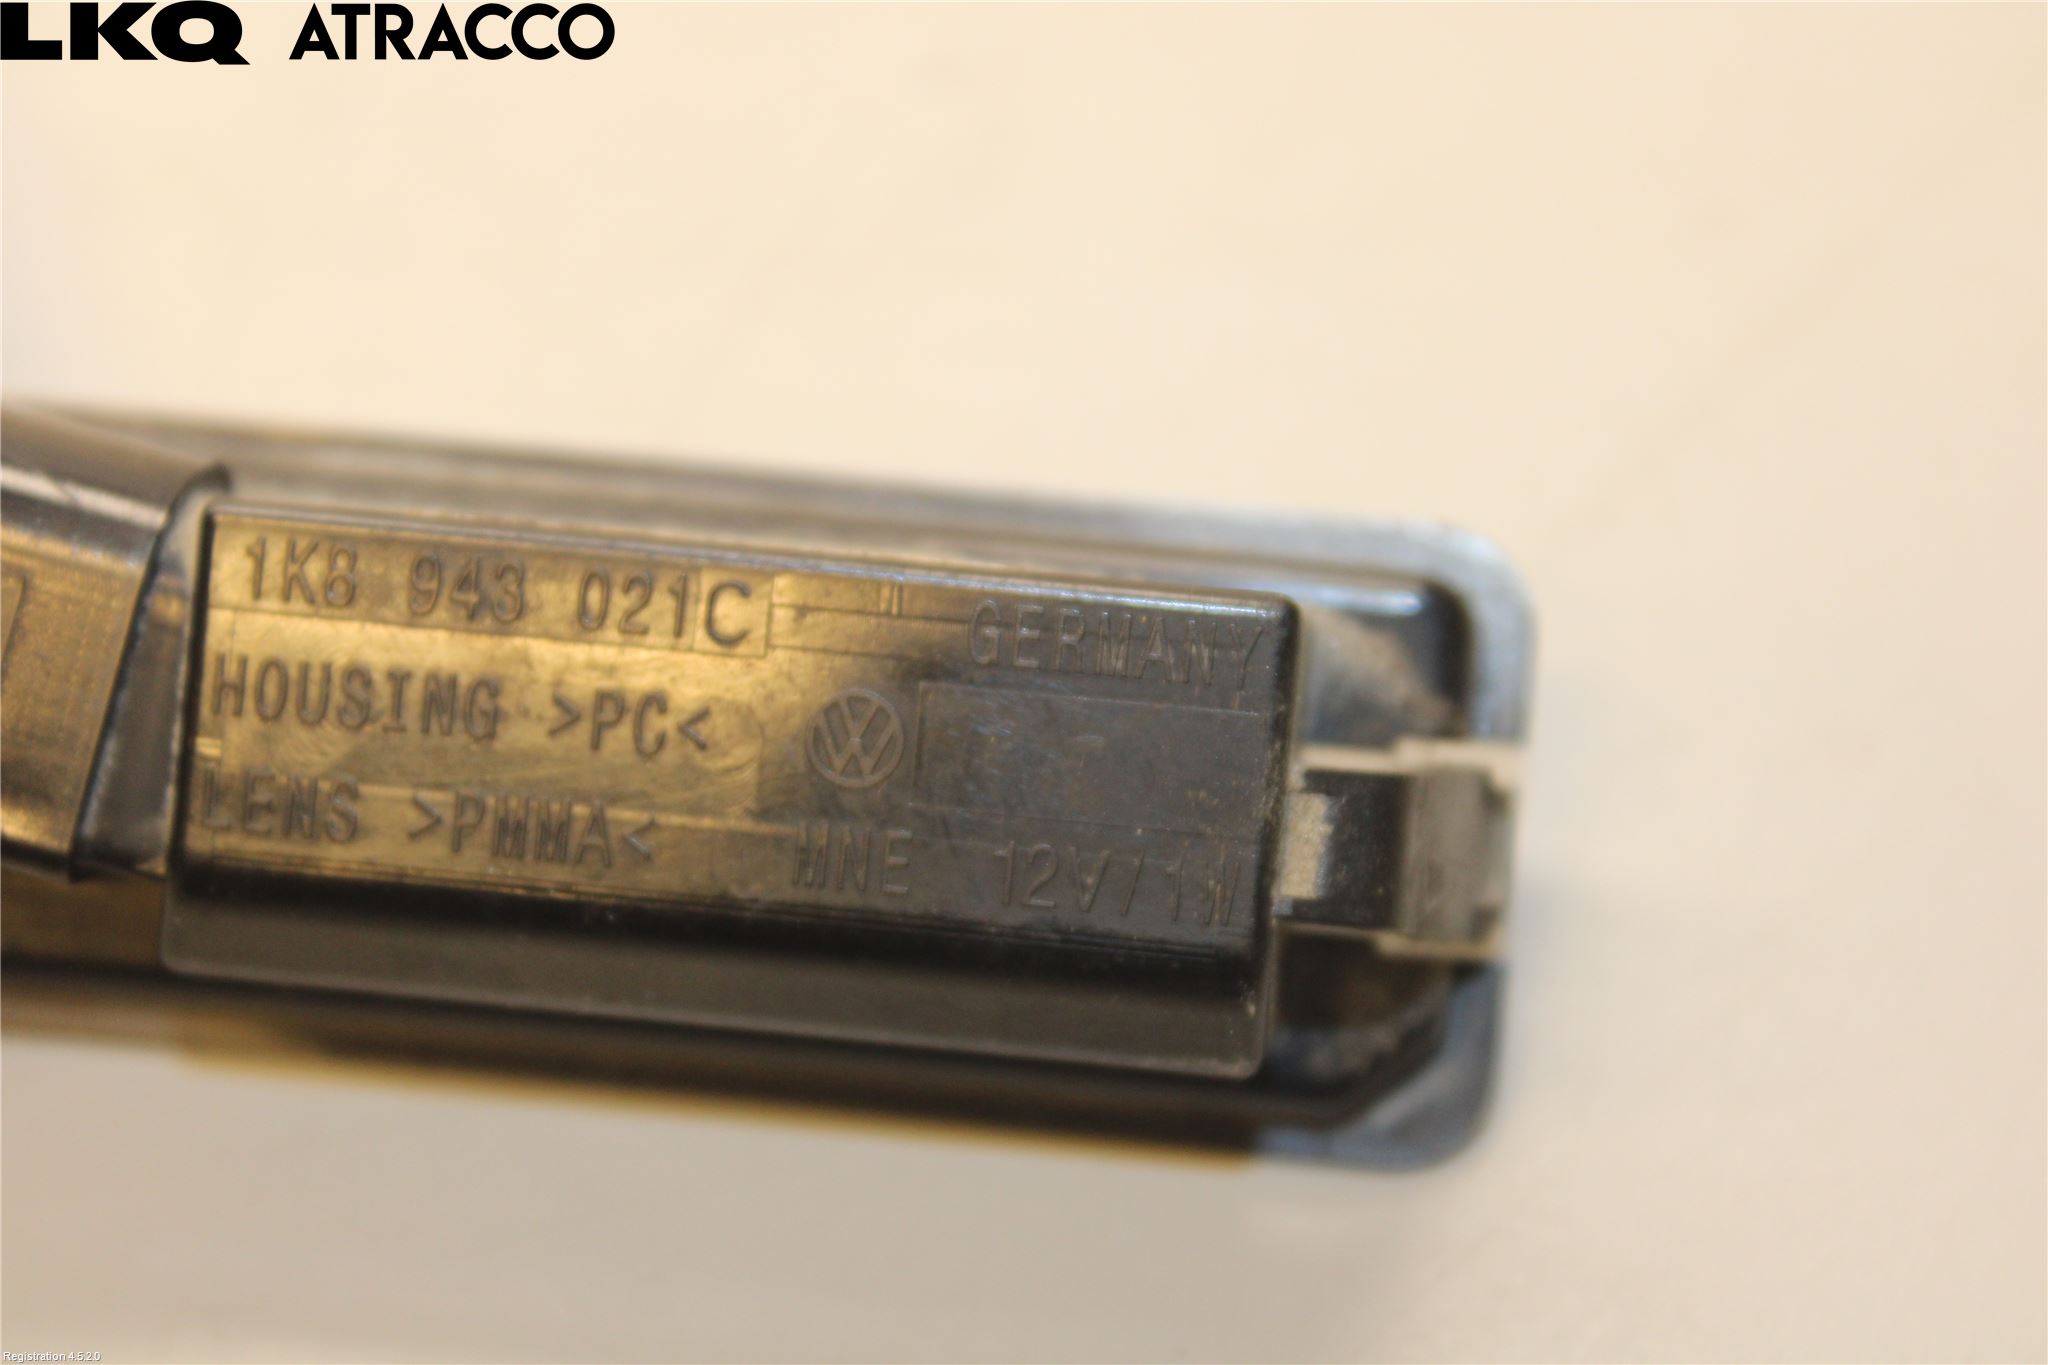 LKQ ATRACCO
1K8 943 021C
GERMANY
HOUSING >PC<
LENS >PMMA<
MNE 12V/1W
Registration 4.5.2.0